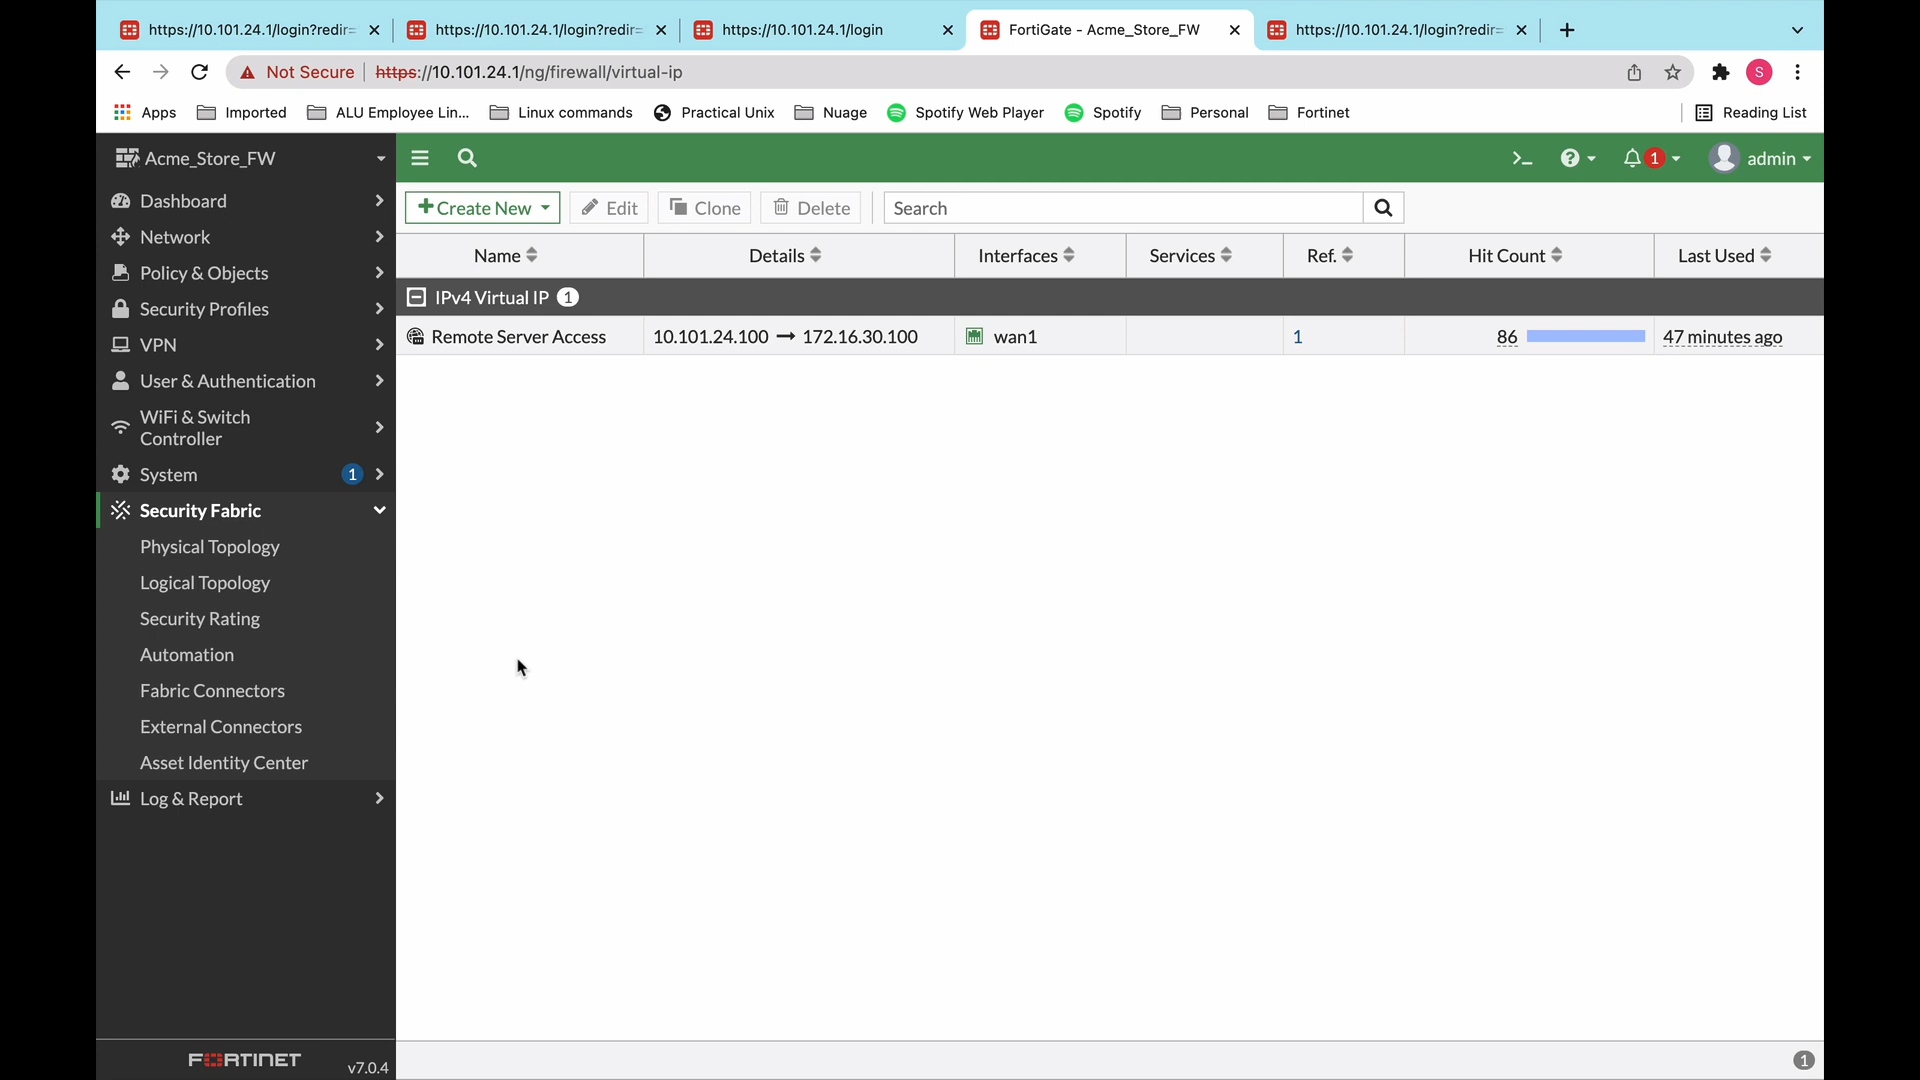 https://10.101.24.1/login?redir=
https://10.101.24.1/login?redir=
https://10.101.24.1/login
FortiGate - Acme_Store_FW
https://10.101.24.1/login?redir=
Not Secure
https://10.101.24.1/ng/firewall/virtual-ip
S
Apps
Imported
ALU Employee Lin...
Linux commands
Practical Unix
Nuage
Spotify Web Player
Spotify
Personal
Fortinet
Reading List
Acme_Store_FW
1
admin
Dashboard
Network
Policy & Objects
Security Profiles
VPN
User & Authentication
WiFi & Switch
Controller
System 1
Security Fabric
Physical Topology
Logical Topology
Security Rating
Automation
Fabric Connectors
External Connectors
Asset Identity Center
Log & Report
FORTINET
v7.0.4
+Create New
Edit
Clone
Delete
Search
Name
Details
Interfaces
Services
Ref.
Hit Count
Last Used
IPv4 Virtual IP 1
Remote Server Access
10.101.24.100 → 172.16.30.100
wan1
1
86
47 minutes ago
1